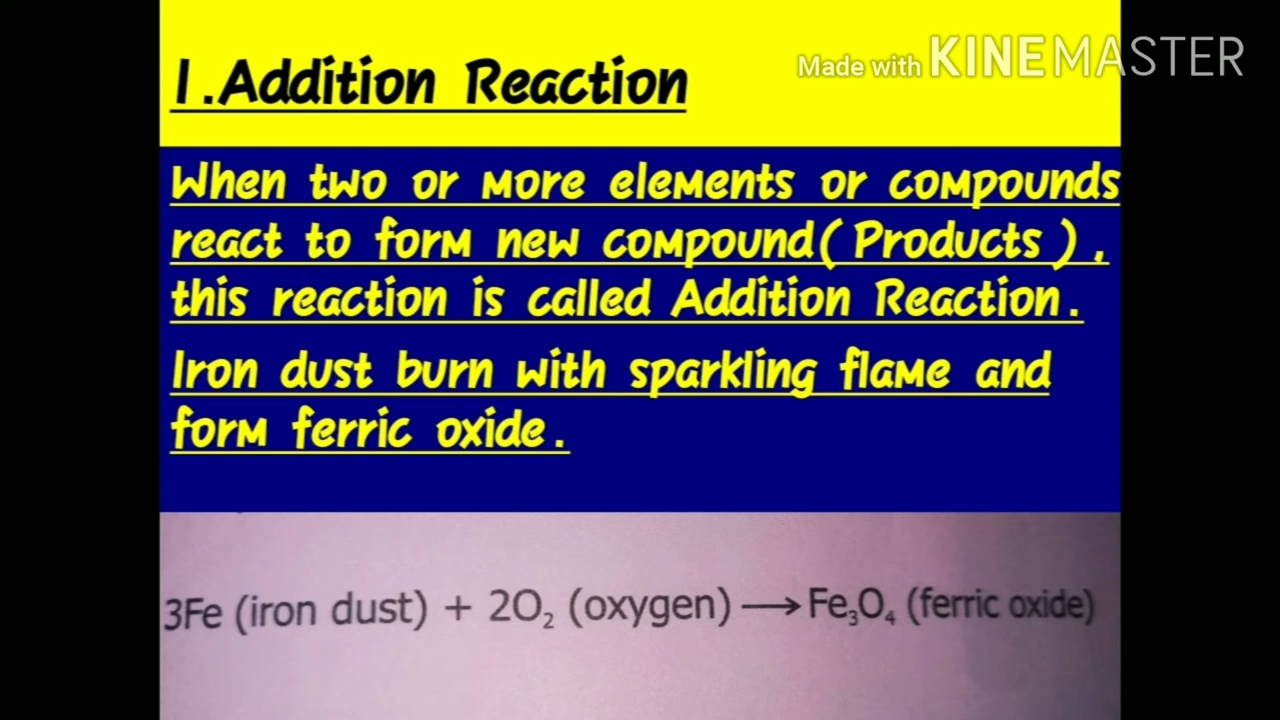 1.Addition Reaction
Made with KINEMASTER
When two or more elements or compounds
react to form new compound( Products ) ,
this reaction is called Addition Reaction.
Iron dust burn with sparkling flame and
form ferric oxide.
3Fe (iron dust) + 2O₂ (oxygen) ⟶ Fe₃O₄ (ferric oxide)